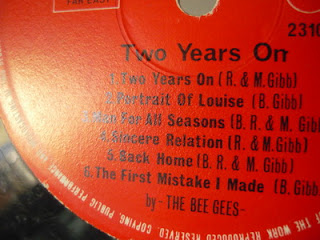 FAR EAST
2310
Two Years On
1.Two Years On (R. & M. Gibb)
2.Portrait Of Louise (B. Gibb)
3.Man For All Seasons (B. R. & M. Gibb)
4.Sincere Relation (R. & M. Gibb)
5.Back Home (B. R. & M. Gibb)
6.The First Mistake I Made (B. Gibb
by - THE BEE GEES-
PUBLIC PERFORMANCE
WORK REPRODUCED RESERVED. COPYING, PUBLIC